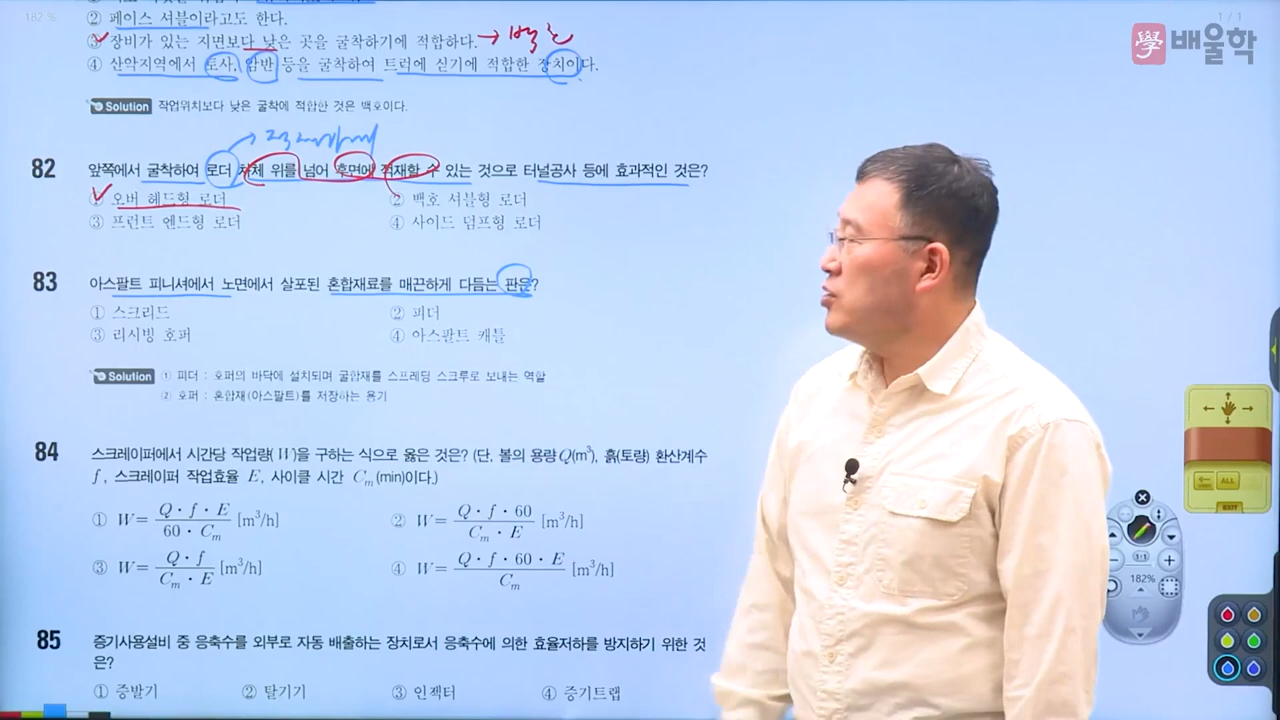 182 %
1 / 1
學 배울학
② 페이스 셔블이라고도 한다.
③ 장비가 있는 지면보다 낮은 곳을 굴착하기에 적합하다. → 백호
④ 산악지역에서 토사, 암반 등을 굴착하여 트럭에 싣기에 적합한 장치이다.
Solution 작업위치보다 낮은 굴착에 적합한 것은 백호이다.
82 앞쪽에서 굴착하여 로더 차체 위를 넘어 후면에 적재할 수 있는 것으로 터널공사 등에 효과적인 것은?
① 오버 헤드형 로더 ② 백호 셔블형 로더
③ 프런트 엔드형 로더 ④ 사이드 덤프형 로더
83 아스팔트 피니셔에서 노면에서 살포된 혼합재료를 매끈하게 다듬는 판은?
① 스크리드 ② 피더
③ 리시빙 호퍼 ④ 아스팔트 캐틀
Solution ① 피더 : 호퍼의 바닥에 설치되며 굴합재를 스프레딩 스크루로 보내는 역할
② 호퍼 : 혼합재(아스팔트)를 저장하는 용기
84 스크레이퍼에서 시간당 작업량(W)을 구하는 식으로 옳은 것은? (단, 볼의 용량 Q(m³), 흙(토량) 환산계수
f, 스크레이퍼 작업효율 E, 사이클 시간 Cm(min)이다.)
① W = Q・f・E / 60・Cm [m³/h] ② W = Q・f・60 / Cm・E [m³/h]
③ W = Q・f / Cm・E [m³/h] ④ W = Q・f・60・E / Cm [m³/h]
85 증기사용설비 중 응축수를 외부로 자동 배출하는 장치로서 응축수에 의한 효율저하를 방지하기 위한 것
은?
① 증발기 ② 탈기기 ③ 인젝터 ④ 증기트랩
ALL
EXIT
1:1
182%